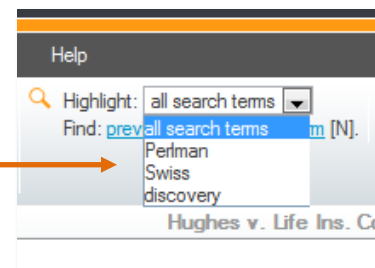 Help
Highlight: all search terms
Find: prev all search terms m [N].
Perlman
Swiss
discovery
Hughes v. Life Ins. Co